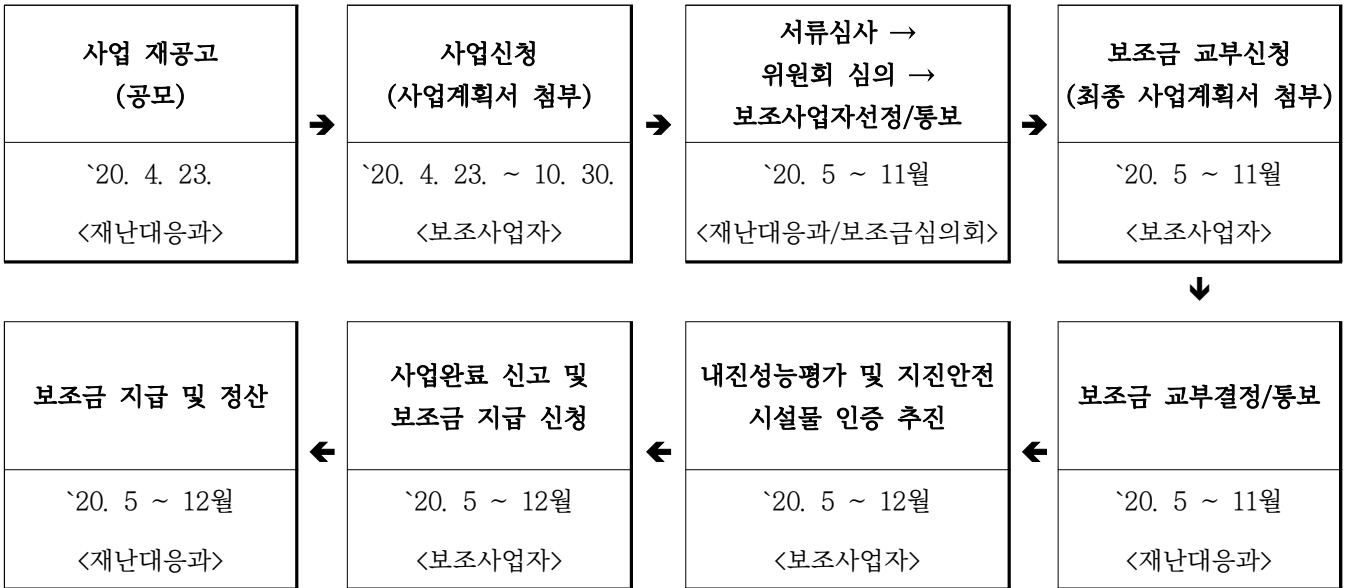 사업 재공고
(공모)
`20. 4. 23.
<재난대응과>
➔
사업신청
(사업계획서 첨부)
`20. 4. 23. ~ 10. 30.
<보조사업자>
➔
서류심사 →
위원회 심의 →
보조사업자선정/통보
`20. 5 ~ 11월
<재난대응과/보조금심의회>
➔
보조금 교부신청
(최종 사업계획서 첨부)
`20. 5 ~ 11월
<보조사업자>
🡻
보조금 교부결정/통보
`20. 5 ~ 11월
<재난대응과>
🡸
내진성능평가 및 지진안전
시설물 인증 추진
`20. 5 ~ 12월
<보조사업자>
🡸
사업완료 신고 및
보조금 지급 신청
`20. 5 ~ 12월
<보조사업자>
🡸
보조금 지급 및 정산
`20. 5 ~ 12월
<재난대응과>